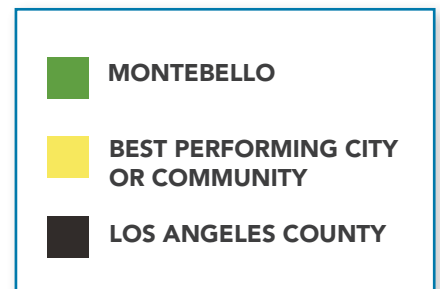 MONTEBELLO
BEST PERFORMING CITY
OR COMMUNITY
LOS ANGELES COUNTY